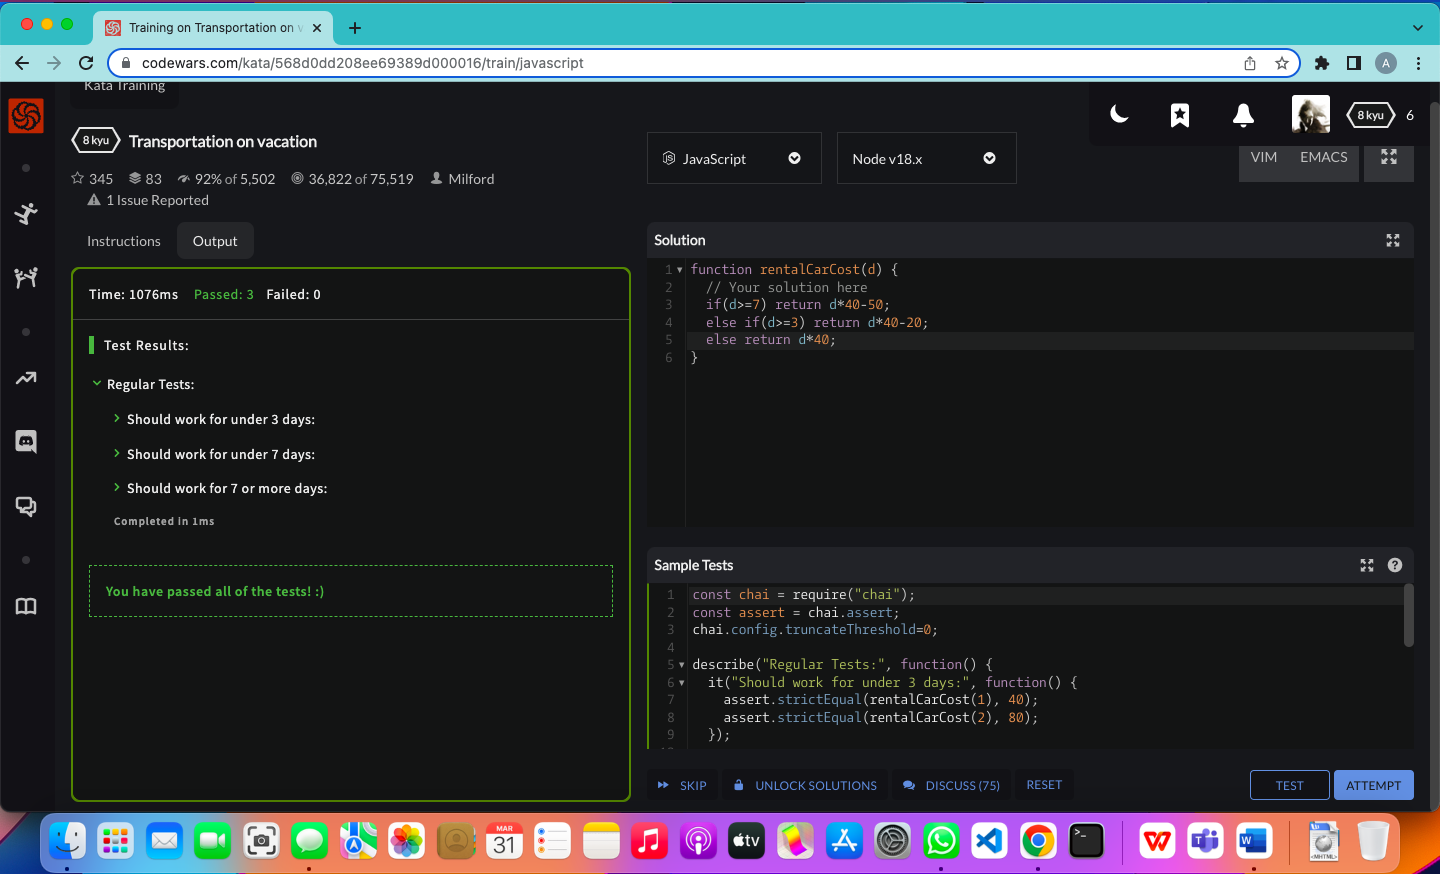 Training on Transportation on v
codewars.com/kata/568d0dd208ee69389d000016/train/javascript
A
Kata Training
8 kyu
6
8 kyu Transportation on vacation
345 83 92% of 5,502 36,822 of 75,519 Milford
1 Issue Reported
JavaScript
Node v18.x
VIM EMACS
Instructions Output
Time: 1076ms Passed: 3 Failed: 0
Test Results:
Regular Tests:
Should work for under 3 days:
Should work for under 7 days:
Should work for 7 or more days:
Completed in 1ms
You have passed all of the tests! :)
Solution
1 function rentalCarCost(d) {
2 // Your solution here
3 if(d>=7) return d*40-50;
4 else if(d>=3) return d*40-20;
5 else return d*40;
6 }
Sample Tests
1 const chai = require("chai");
2 const assert = chai.assert;
3 chai.config.truncateThreshold=0;
4
5 describe("Regular Tests:", function() {
6 it("Should work for under 3 days:", function() {
7 assert.strictEqual(rentalCarCost(1), 40);
8 assert.strictEqual(rentalCarCost(2), 80);
9 });
SKIP UNLOCK SOLUTIONS DISCUSS (75) RESET
TEST ATTEMPT
MAR
31
tv
W
T
W
<MHTML>